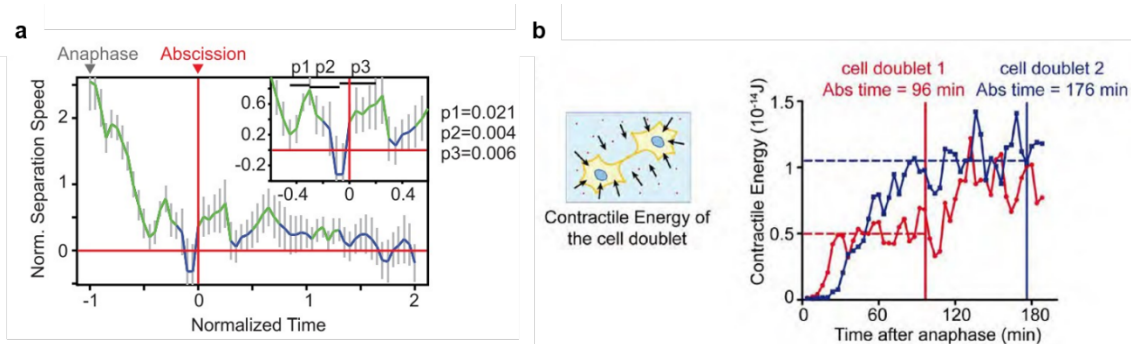 a
Anaphase
Abscission
p1
p2
p3
p1=0.021
p2=0.004
p3=0.006
0.6
0.2
-0.2
-0.4
0
0.4
Norm. Separation Speed
2
1
0
-1
0
1
2
Normalized Time
b
Contractile Energy of
the cell doublet
cell doublet 1
Abs time = 96 min
cell doublet 2
Abs time = 176 min
Contractile Energy (10⁻¹⁴J)
1.5
1
0.5
0
0
60
120
180
Time after anaphase (min)